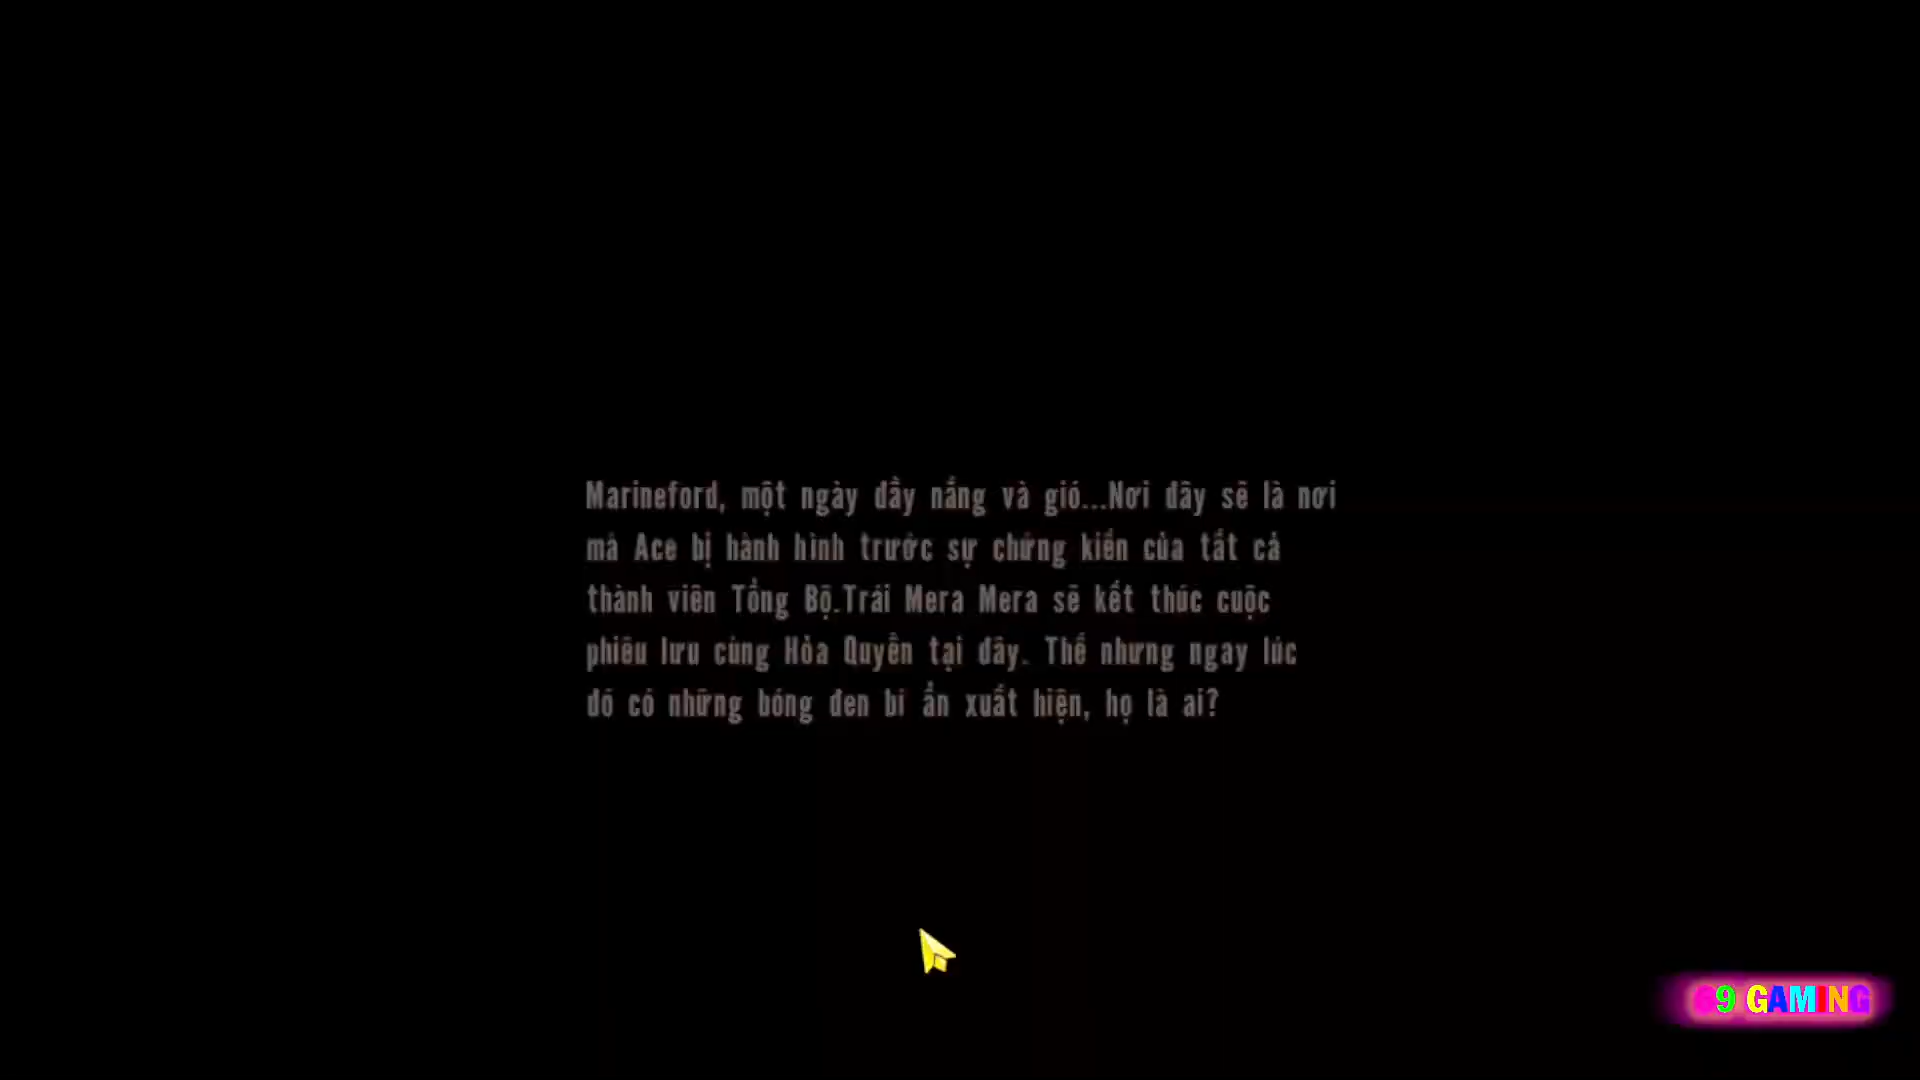 Marineford, một ngày đầy nắng và gió...Nơi đây sẽ là nơi
mà Ace bị hành hình trước sự chứng kiến của tất cả
thành viên Tổng Bộ.Trái Mera Mera sẽ kết thúc cuộc
phiêu lưu cùng Hỏa Quyền tại đây. Thế nhưng ngay lúc
đó có những bóng đen bí ẩn xuất hiện, họ là ai?
69 GAMING